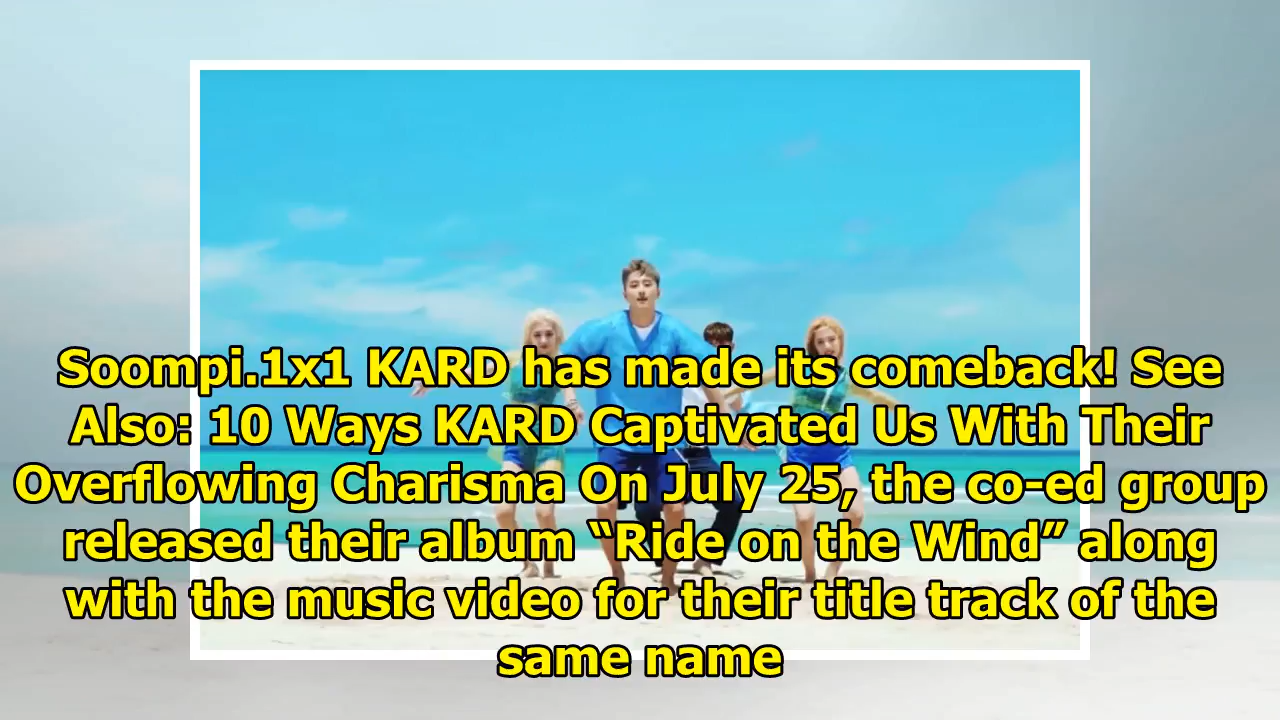 Soompi.1x1 KARD has made its comeback! See
Also: 10 Ways KARD Captivated Us With Their
Overflowing Charisma On July 25, the co-ed group
released their album “Ride on the Wind” along
with the music video for their title track of the
same name